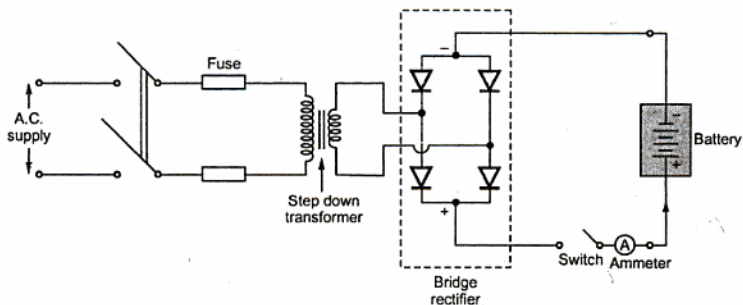 Fuse
A.C.
supply
Step down
transformer
−
+
Bridge
rectifier
-
+
Battery
Switch
A
Ammeter